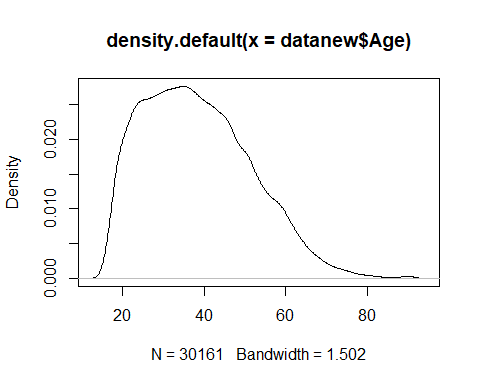 density.default(x = datanew$Age)
Density
0.020
0.010
0.000
20 40 60 80
N = 30161 Bandwidth = 1.502